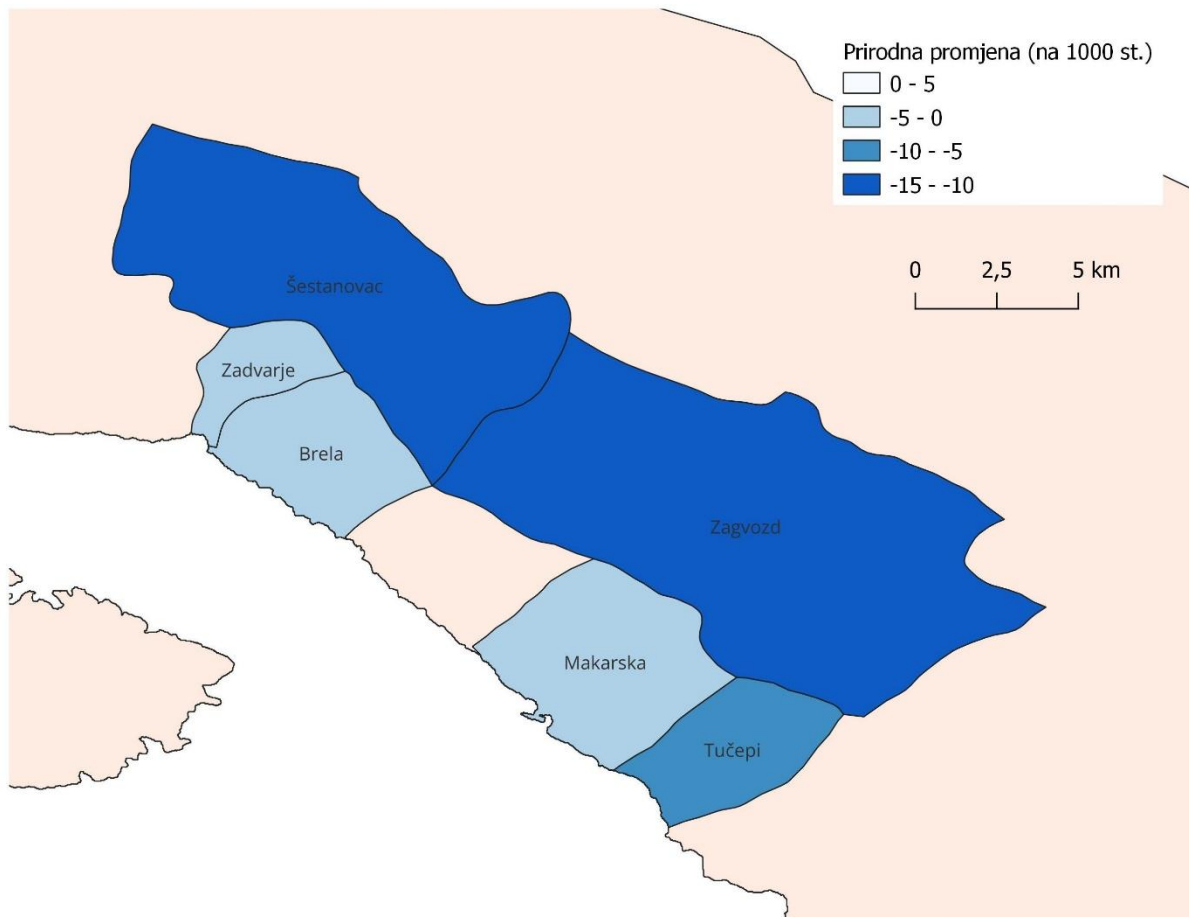 Prirodna promjena (na 1000 st.)
0 - 5
-5 - 0
-10 - -5
-15 - -10
0 2,5 5 km
Šestanovac
Zadvarje
Brela
Zagvozd
Makarska
Tučepi